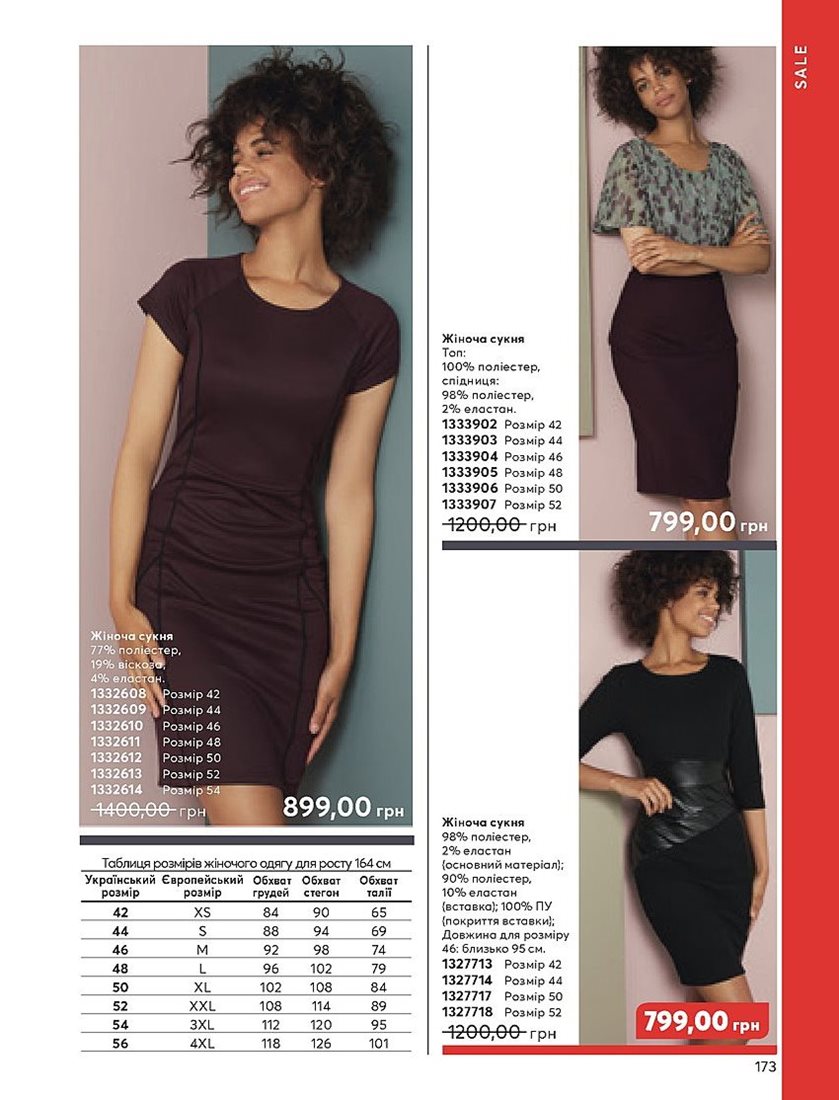 SALE
Жіноча сукня
77% поліестер,
19% віскоза,
4% еластан.
1332608 Розмір 42
1332609 Розмір 44
1332610 Розмір 46
1332611 Розмір 48
1332612 Розмір 50
1332613 Розмір 52
1332614 Розмір 54
1400,00 грн
899,00 грн
Таблиця розмірів жіночого одягу для росту 164 см
Український розмір Європейський розмір Обхват грудей Обхват стегон Обхват талії
42 XS 84 90 65
44 S 88 94 69
46 M 92 98 74
48 L 96 102 79
50 XL 102 108 84
52 XXL 108 114 89
54 3XL 112 120 95
56 4XL 118 126 101
Жіноча сукня
Топ:
100% поліестер,
спідниця:
98% поліестер,
2% еластан.
1333902 Розмір 42
1333903 Розмір 44
1333904 Розмір 46
1333905 Розмір 48
1333906 Розмір 50
1333907 Розмір 52
1200,00 грн
799,00 грн
Жіноча сукня
98% поліестер,
2% еластан
(основний матеріал);
90% поліестер,
10% еластан
(вставка); 100% ПУ
(покриття вставки);
Довжина для розміру
46: близько 95 см.
1327713 Розмір 42
1327714 Розмір 44
1327717 Розмір 50
1327718 Розмір 52
1200,00 грн
799,00 грн
173